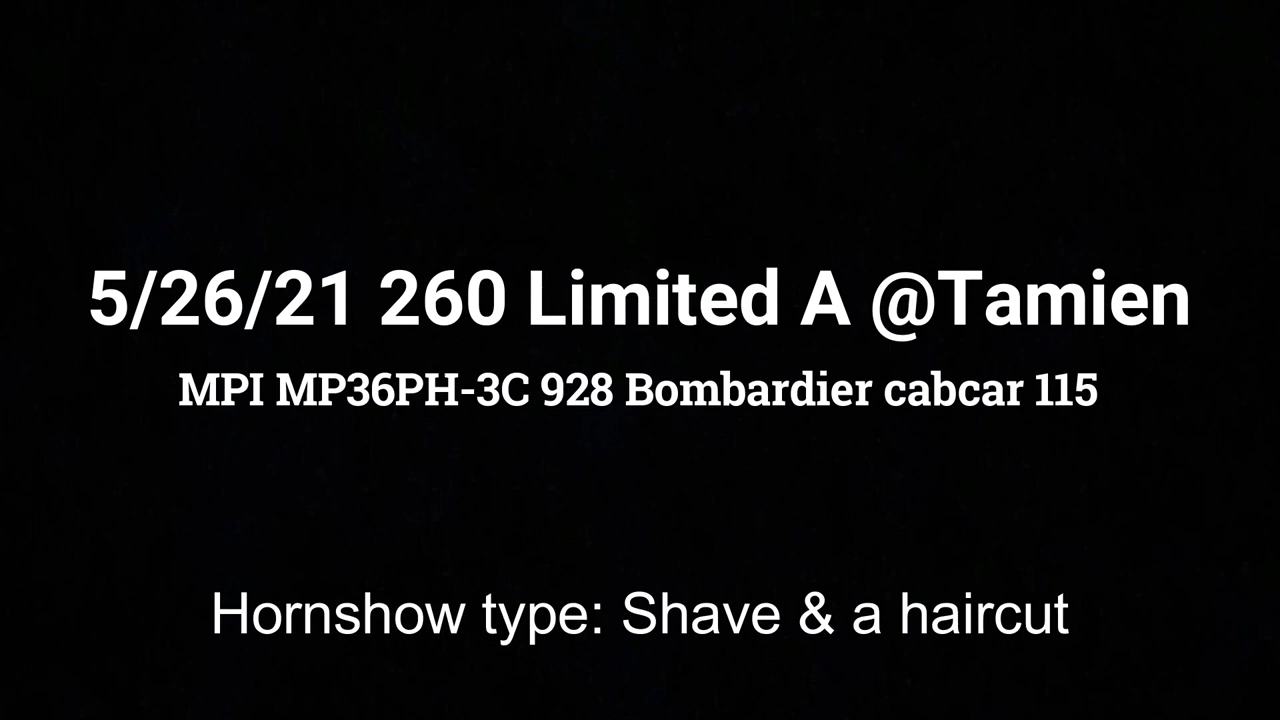 5/26/21 260 Limited A @Tamien
MPI MP36PH-3C 928 Bombardier cabcar 115
Hornshow type: Shave & a haircut